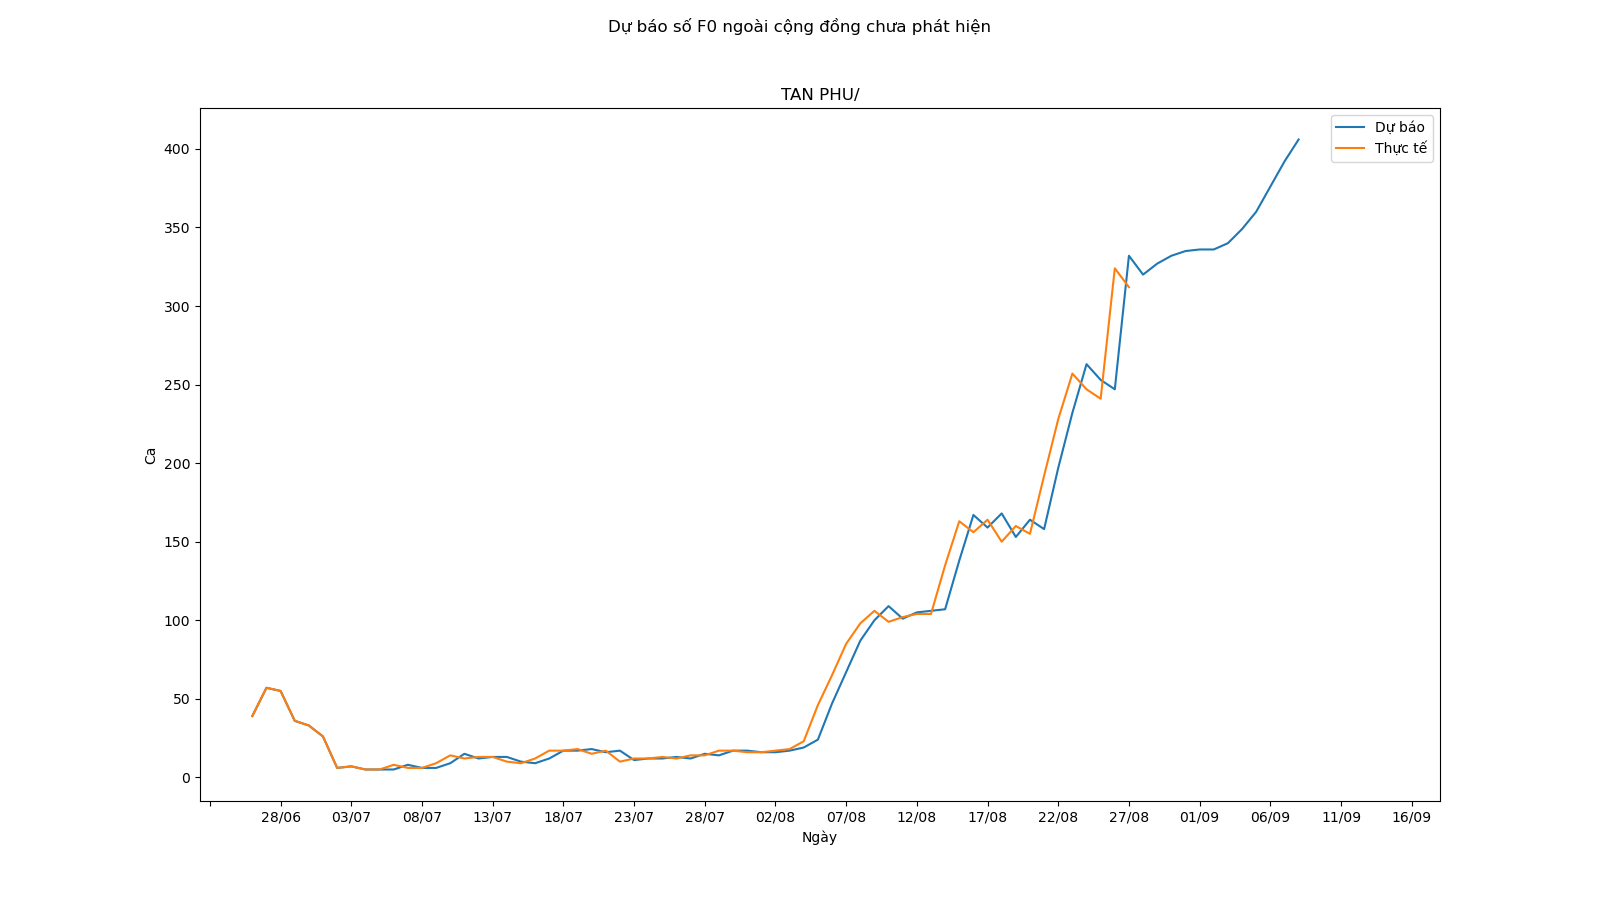 Dự báo số F0 ngoài cộng đồng chưa phát hiện
TAN PHU/
Dự báo
Thực tế
400
350
300
250
200
150
100
50
0
Ca
28/06 03/07 08/07 13/07 18/07 23/07 28/07 02/08 07/08 12/08 17/08 22/08 27/08 01/09 06/09 11/09 16/09
Ngày